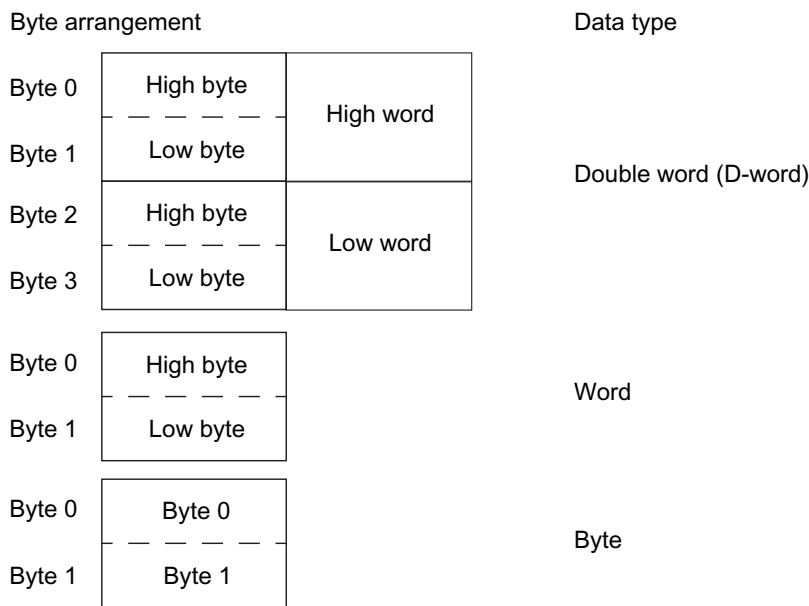 Byte arrangement Data type
Byte 0 High byte
High word
Byte 1 Low byte
Double word (D-word)
Byte 2 High byte
Low word
Byte 3 Low byte
Byte 0 High byte
Word
Byte 1 Low byte
Byte 0 Byte 0
Byte
Byte 1 Byte 1